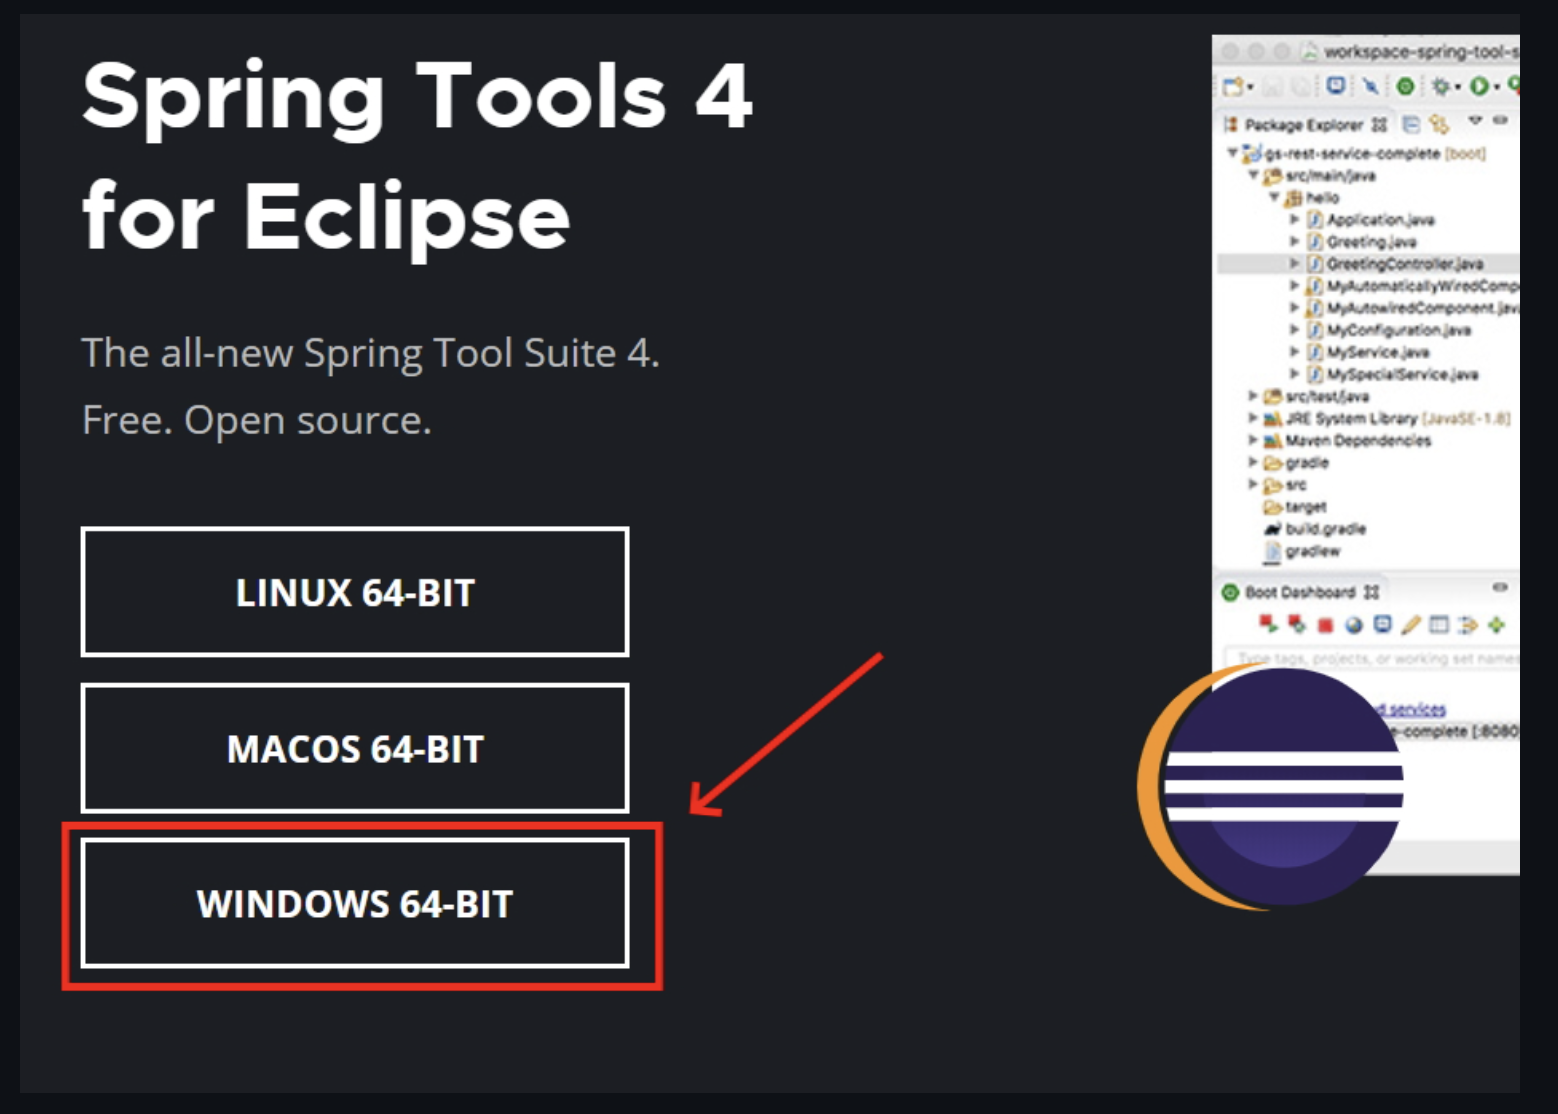 Spring Tools 4
for Eclipse
The all-new Spring Tool Suite 4.
Free. Open source.
LINUX 64-BIT
MACOS 64-BIT
WINDOWS 64-BIT
workspace-spring-tool-s
Package Explorer
gs-rest-service-complete [boot]
src/main/java
hello
Application.java
Greeting.java
GreetingController.java
MyAutomaticallyWiredComp
MyAutowiredComponent.jav
MyConfiguration.java
MyService.java
MySpecialService.java
src/test/java
JRE System Library [JavaSE-1.8]
Maven Dependencies
gradle
src
target
build.gradle
gradlew
Boot Dashboard
Type tags, projects, or working set names
d services
e-complete [:8080